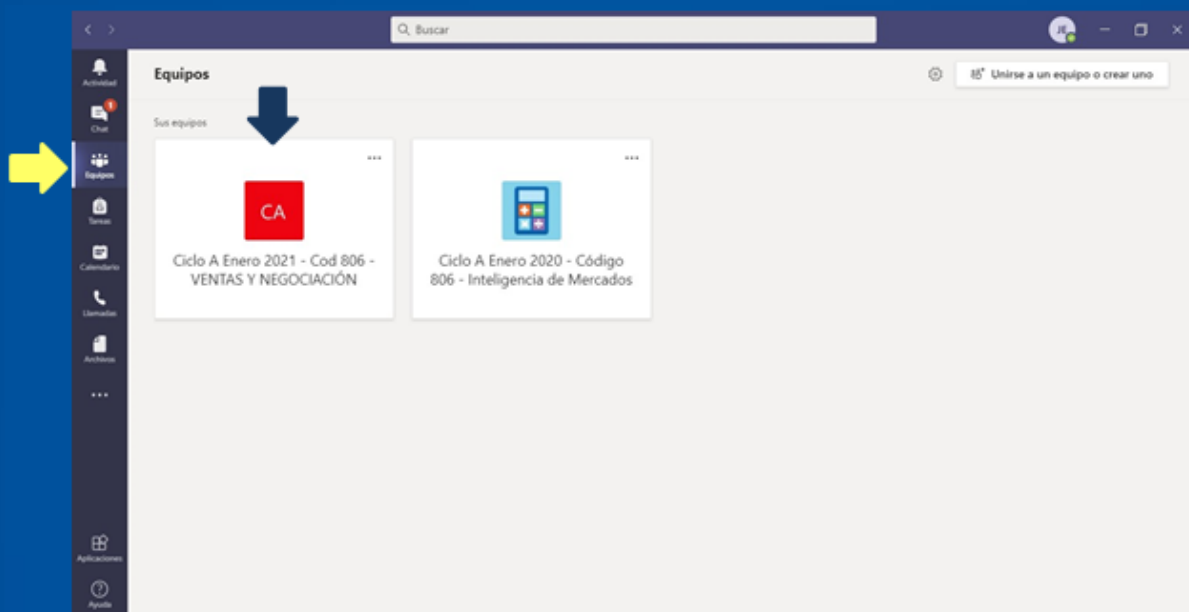 Buscar
JE
Actividad
1
Chat
Equipos
Tareas
Calendario
Llamadas
Archivos
Aplicaciones
Ayuda
Equipos
Unirse a un equipo o crear uno
Sus equipos
CA
Ciclo A Enero 2021 - Cod 806 -
VENTAS Y NEGOCIACIÓN
Ciclo A Enero 2020 - Código
806 - Inteligencia de Mercados